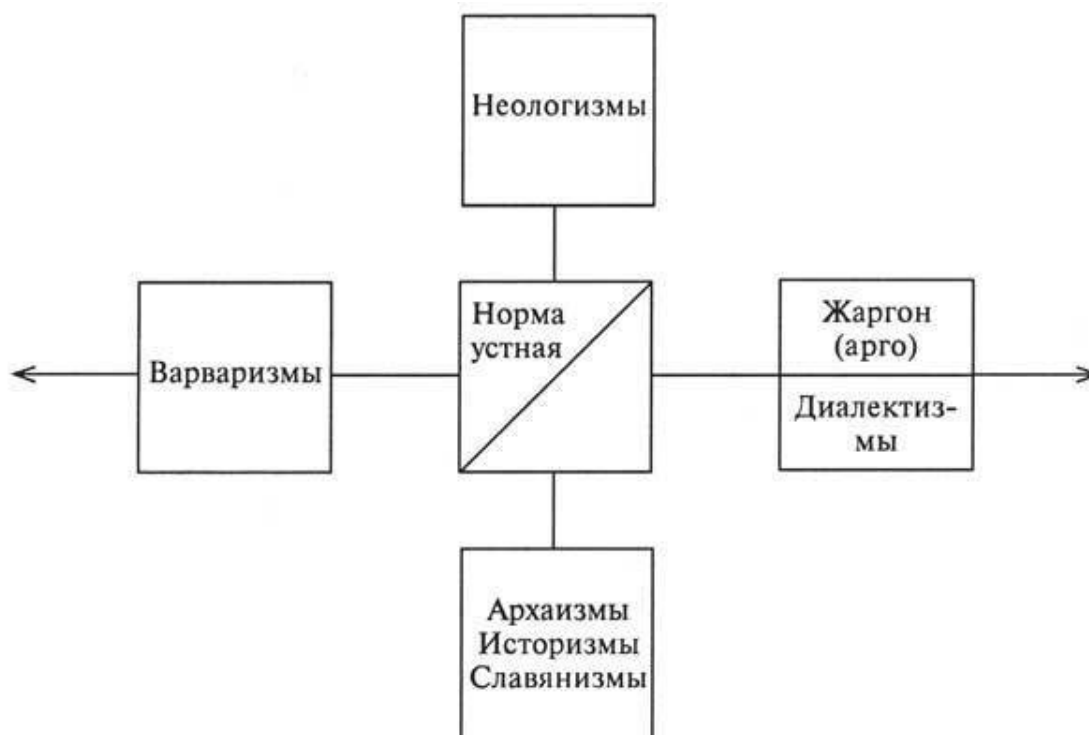 Неологизмы
Варваризмы
Норма
устная
Жаргон
(арго)
Диалектиз-
мы
Архаизмы
Историзмы
Славянизмы